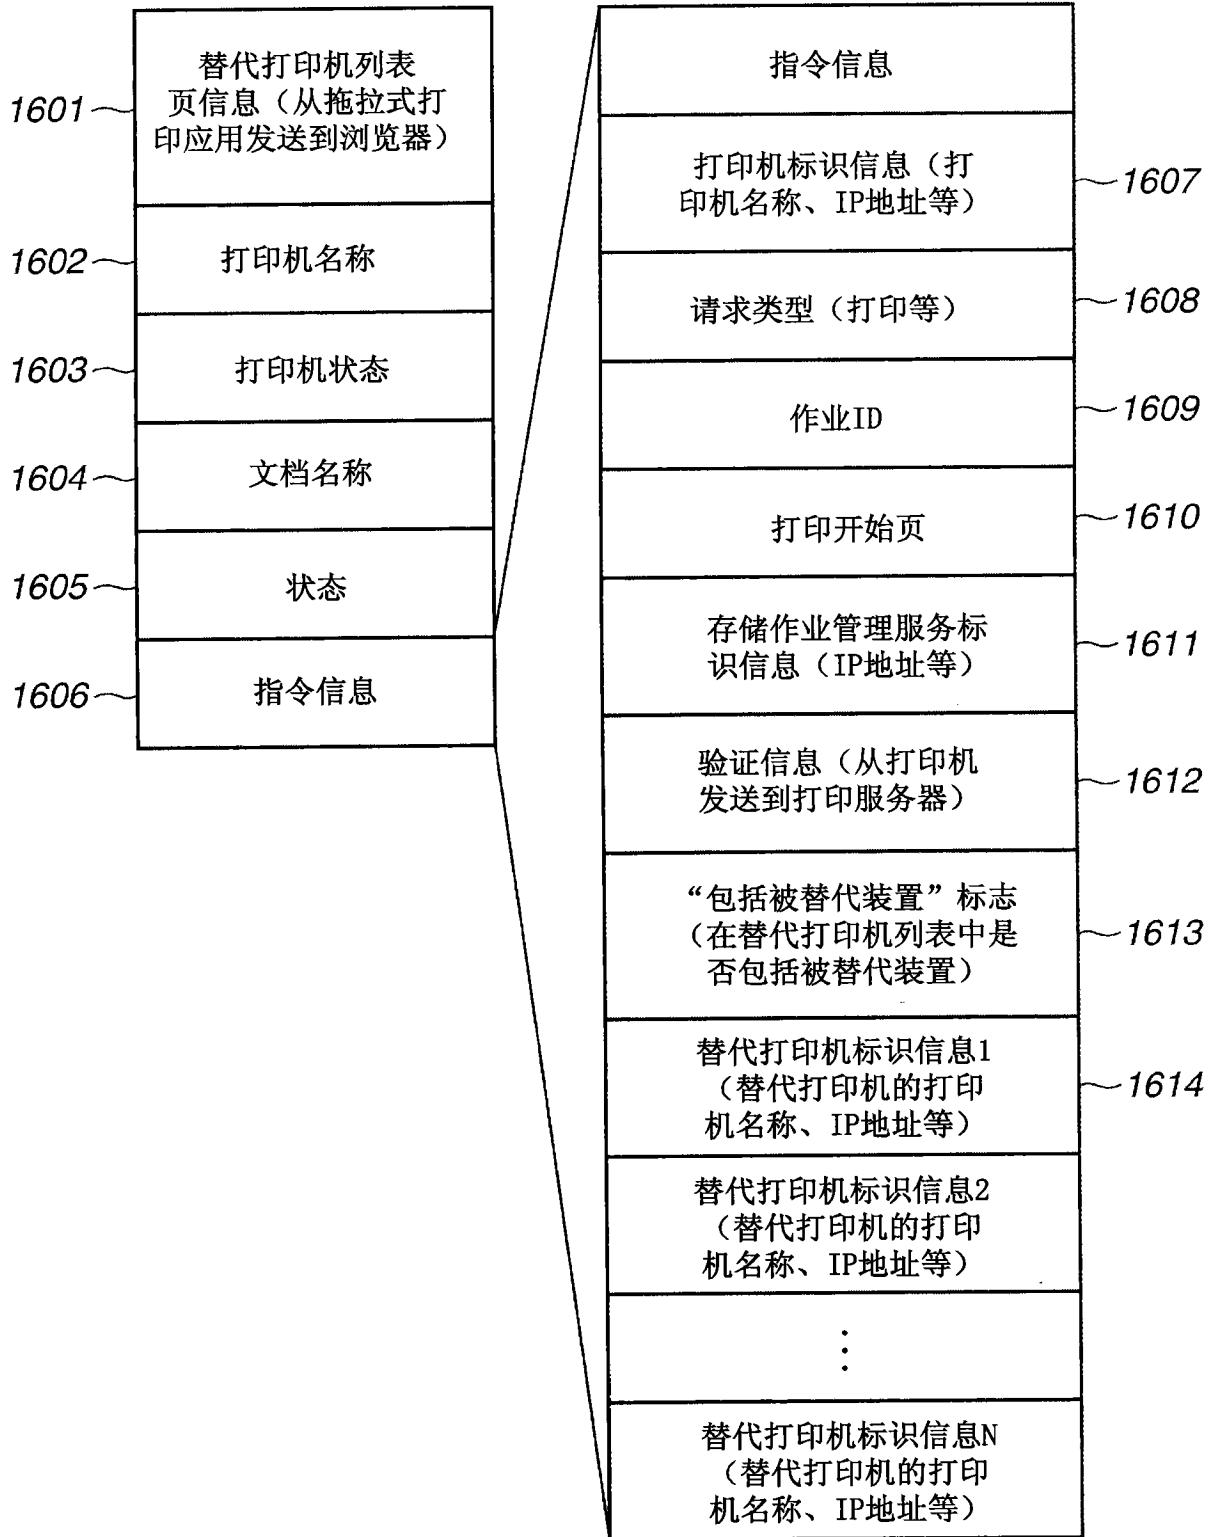 替代打印机列表
页信息（从拖拉式打
印应用发送到浏览器）
1601
打印机名称
1602
打印机状态
1603
文档名称
1604
状态
1605
指令信息
1606
指令信息
打印机标识信息（打
印机名称、IP地址等）
1607
请求类型（打印等）
1608
作业ID
1609
打印开始页
1610
存储作业管理服务标
识信息（IP地址等）
1611
验证信息（从打印机
发送到打印服务器）
1612
“包括被替代装置”标志
（在替代打印机列表中是
否包括被替代装置）
1613
替代打印机标识信息1
（替代打印机的打印
机名称、IP地址等）
1614
替代打印机标识信息2
（替代打印机的打印
机名称、IP地址等）
⋮
替代打印机标识信息N
（替代打印机的打印
机名称、IP地址等）